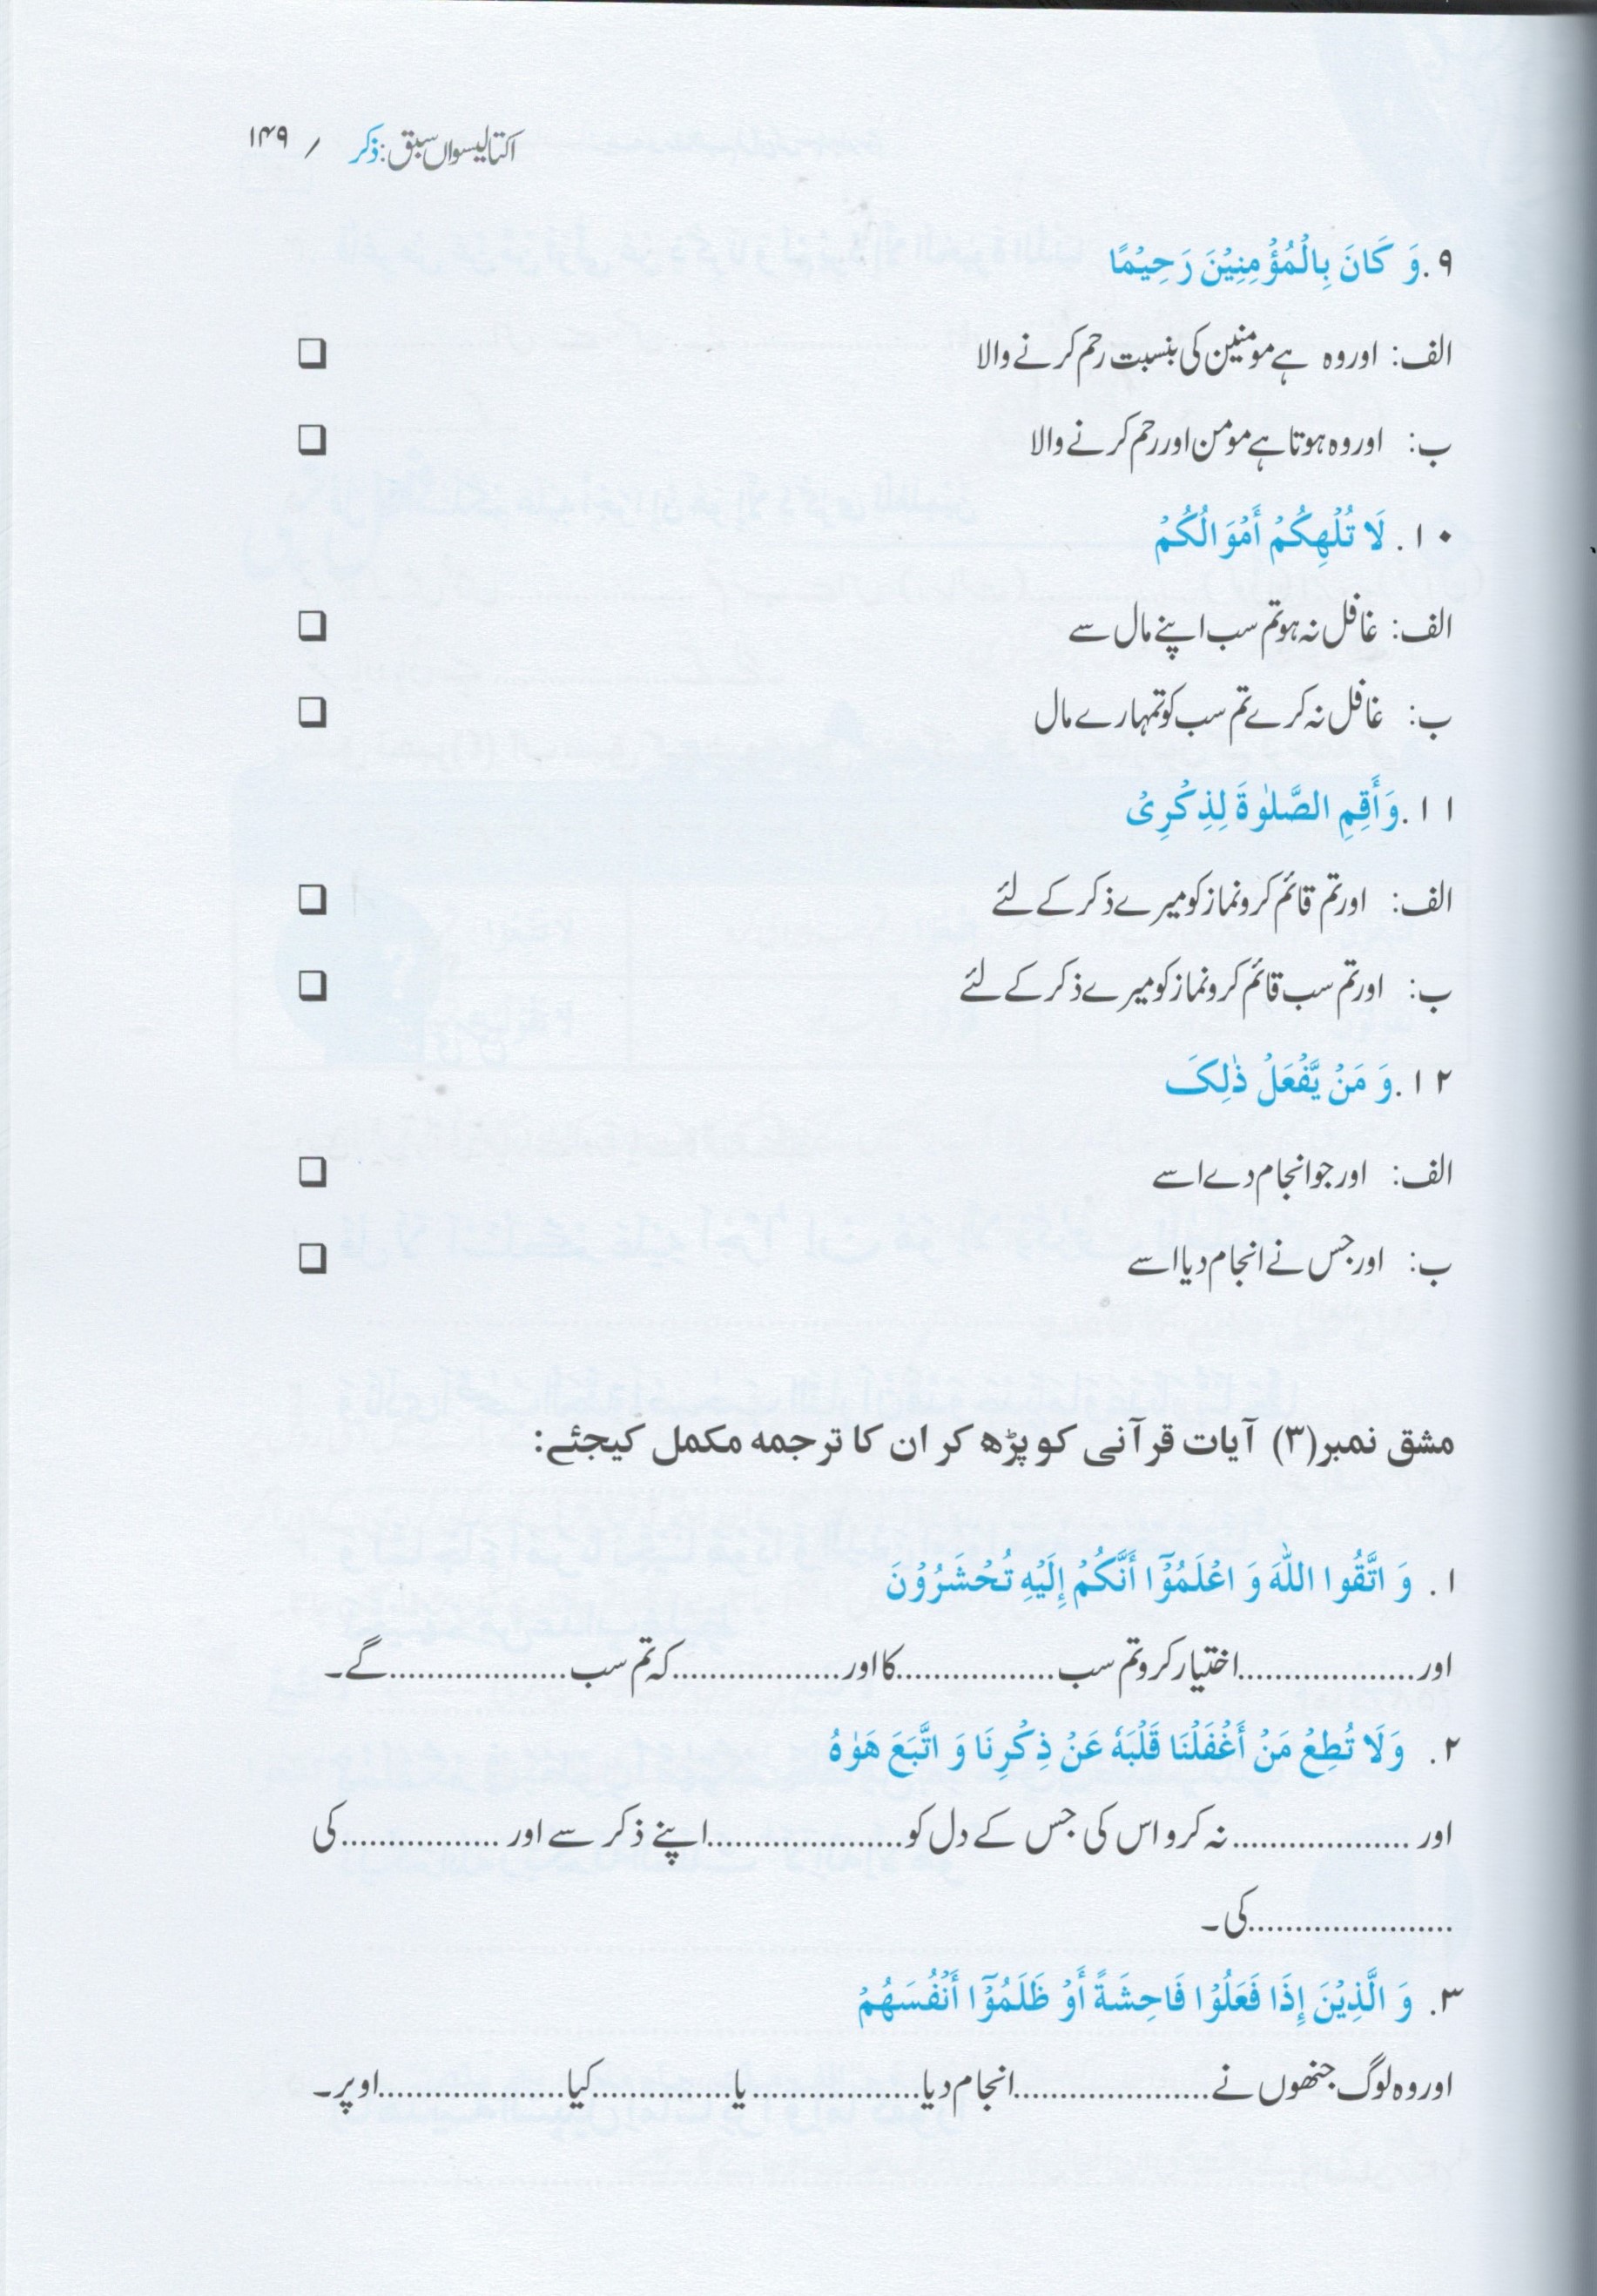 اکتالیسواں سبق: ذکر / ۱۴۹
۹. وَ كَانَ بِالْمُؤْمِنِيْنَ رَحِيْمًا
الف: اور وہ ہے مومنین کی بنسبت رحم کرنے والا ❏
ب: اور وہ ہوتا ہے مومن اور رحم کرنے والا ❏
۱۰. لَا تُلْهِكُمْ أَمْوَالُكُمْ
الف: غافل نہ ہو تم سب اپنے مال سے ❏
ب: غافل نہ کرے تم سب کو تمہارے مال ❏
۱۱. وَأَقِمِ الصَّلٰوةَ لِذِكْرِىْ
الف: اور تم قائم کرو نماز کو میرے ذکر کے لئے ❏
ب: اور تم سب قائم کرو نماز کو میرے ذکر کے لئے ❏
۱۲. وَ مَنْ يَّفْعَلْ ذٰلِكَ
الف: اور جو انجام دے اسے ❏
ب: اور جس نے انجام دیا اسے ❏
مشق نمبر(۳) آیات قرآنی کو پڑھ کر ان کا ترجمه مکمل کیجئے:
۱. وَ اتَّقُوا اللّٰهَ وَ اعْلَمُوْٓا أَنَّكُمْ إِلَيْهِ تُحْشَرُوْنَ
اور...................اختیار کرو تم سب.................کا اور..................کہ تم سب...................گے۔
۲. وَلَا تُطِعْ مَنْ أَغْفَلْنَا قَلْبَهٗ عَنْ ذِكْرِنَا وَ اتَّبَعَ هَوٰهُ
اور ...................نہ کرو اس کی جس کے دل کو.....................اپنے ذکر سے اور .................کی
......................کی۔
۳. وَ الَّذِيْنَ إِذَا فَعَلُوْا فَاحِشَةً أَوْ ظَلَمُوْٓا أَنْفُسَهُمْ
اور وہ لوگ جنھوں نے .....................انجام دیا.................. یا...............کیا....................اوپر۔